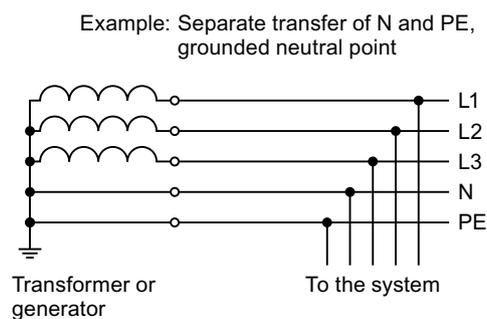 Example: Separate transfer of N and PE,
grounded neutral point
L1
L2
L3
N
PE
Transformer or
generator
To the system